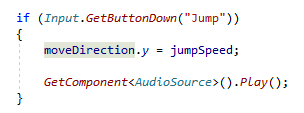 if (Input.GetButtonDown("Jump"))
{
moveDirection.y = jumpSpeed;
GetComponent<AudioSource>().Play();
}